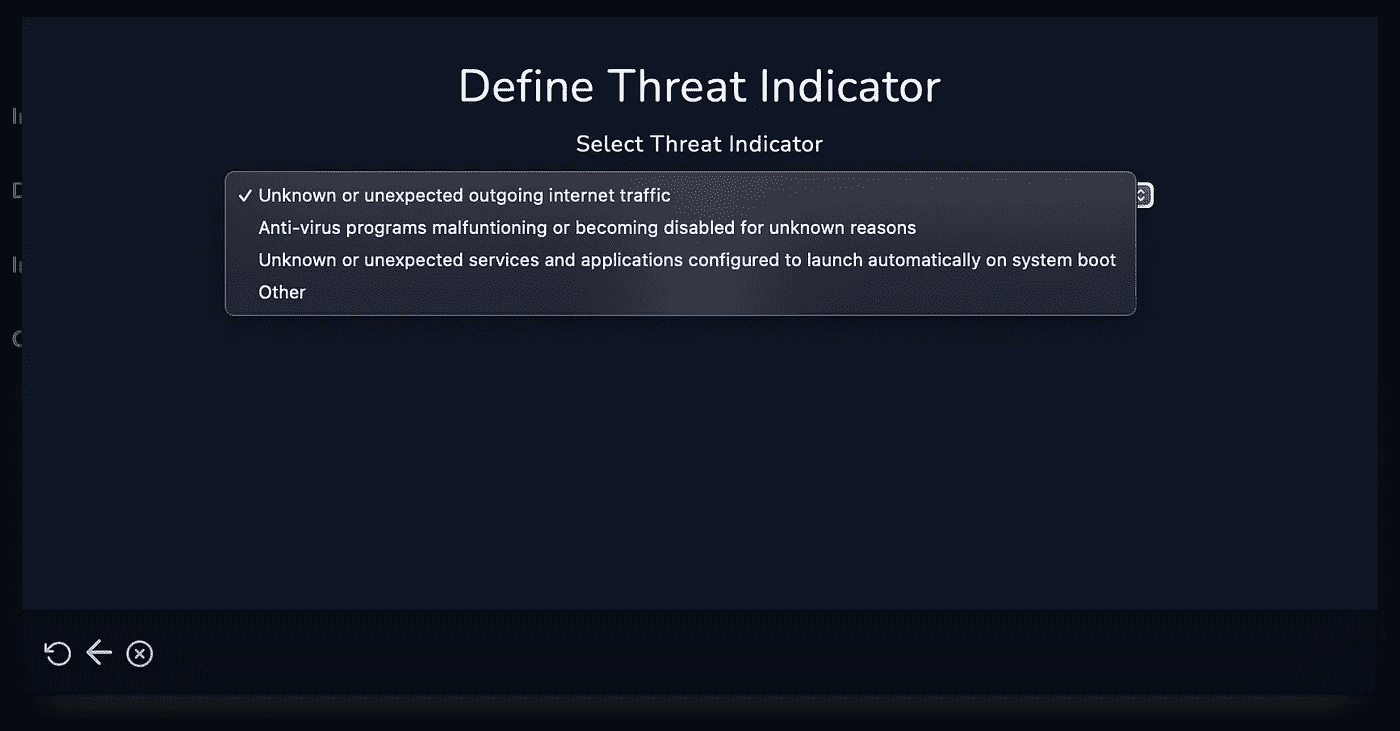 Define Threat Indicator
Select Threat Indicator
✓ Unknown or unexpected outgoing internet traffic
Anti-virus programs malfuntioning or becoming disabled for unknown reasons
Unknown or unexpected services and applications configured to launch automatically on system boot
Other